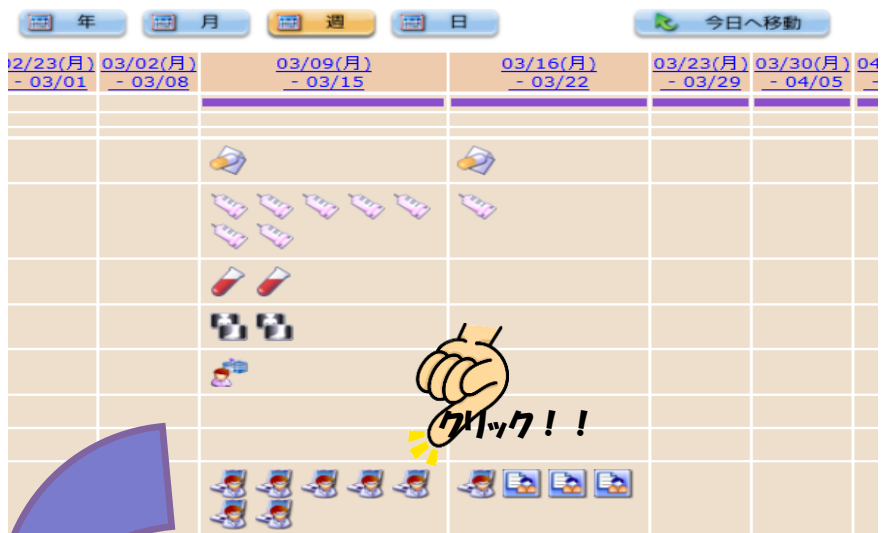 年 月 週 日 今日へ移動
02/23(月) 03/02(月) 03/09(月) 03/16(月) 03/23(月) 03/30(月) 04
- 03/01 - 03/08 - 03/15 - 03/22 - 03/29 - 04/05 -
クリック！！